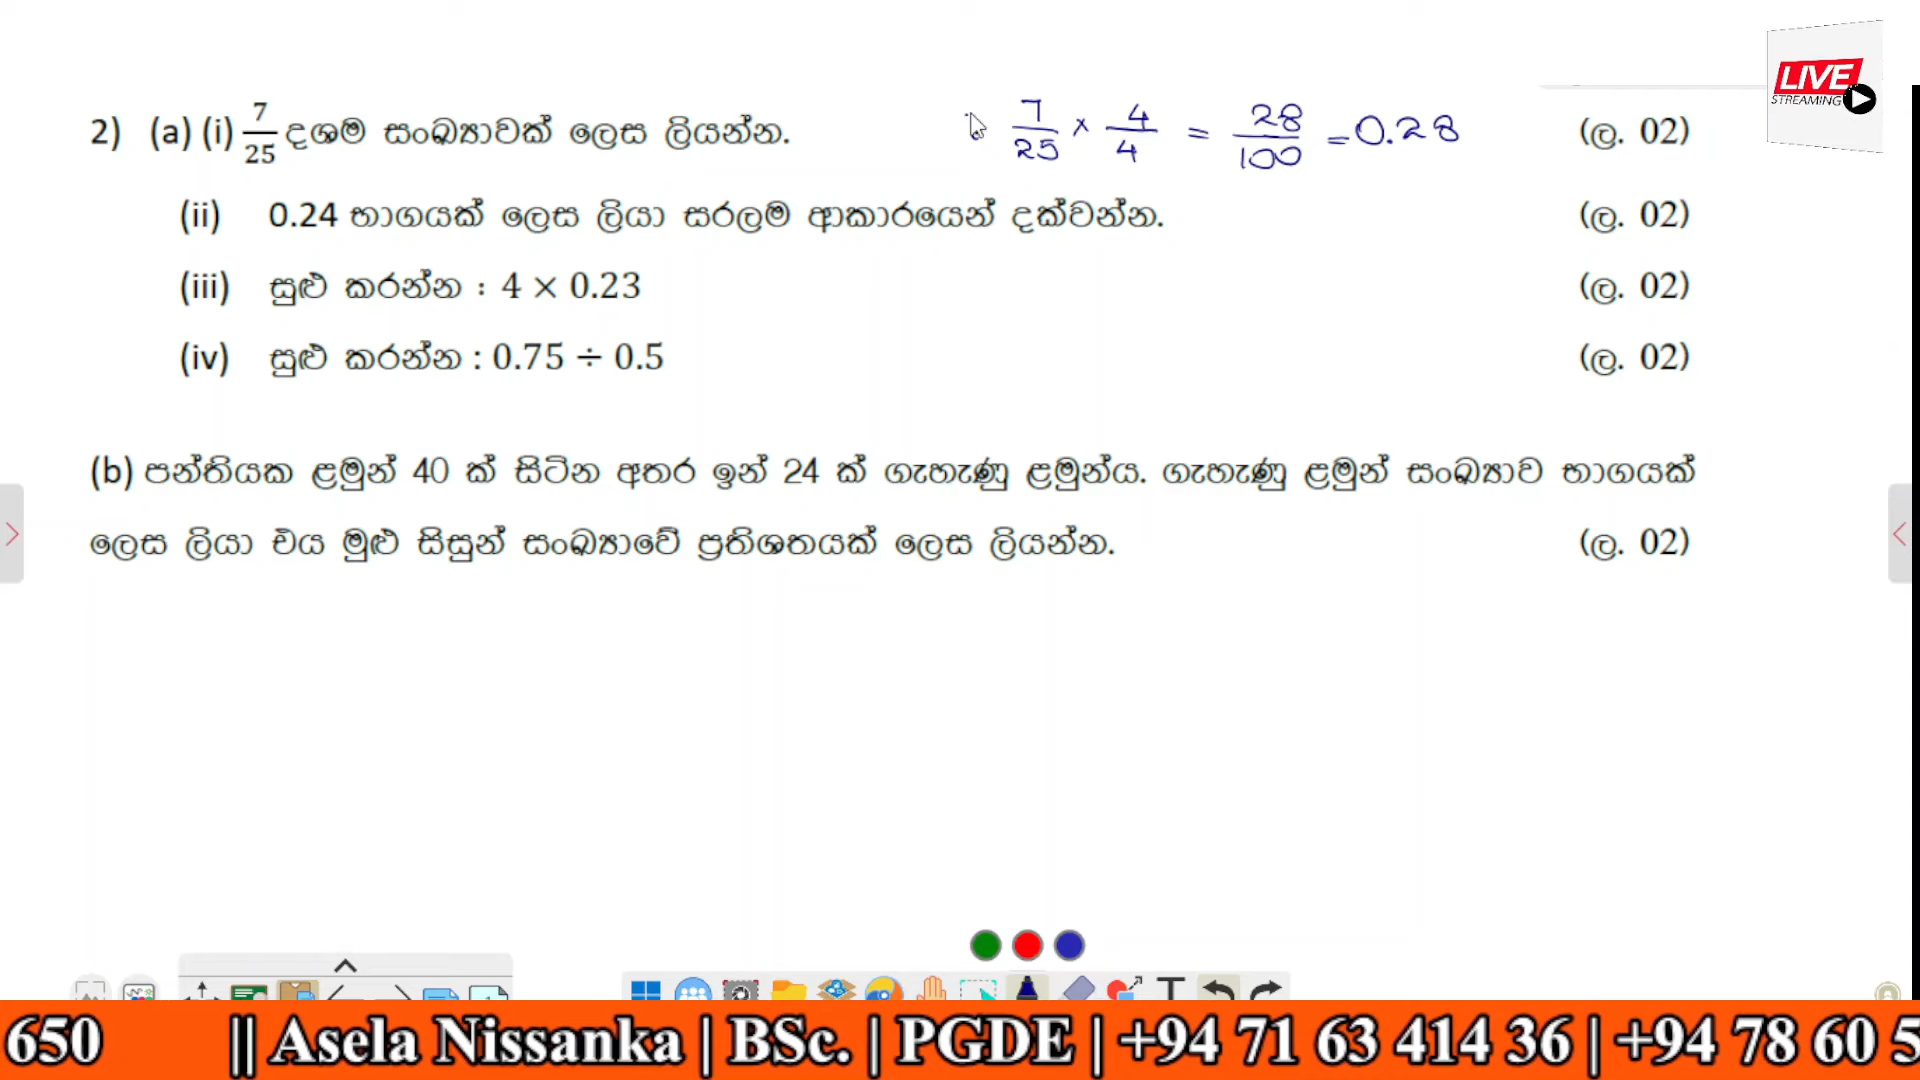 LIVE
STREAMING
2) (a) (i) 7/25 දශම සංඛ්‍යාවක් ලෙස ලියන්න. 7/25 × 4/4 = 28/100 = 0.28 (ල. 02)
(ii) 0.24 භාගයක් ලෙස ලියා සරලම ආකාරයෙන් දක්වන්න. (ල. 02)
(iii) සුළු කරන්න : 4 × 0.23 (ල. 02)
(iv) සුළු කරන්න : 0.75 ÷ 0.5 (ල. 02)
(b) පන්තියක ළමුන් 40 ක් සිටින අතර ඉන් 24 ක් ගැහැණු ළමුන්ය. ගැහැණු ළමුන් සංඛ්‍යාව භාගයක්
ලෙස ලියා එය මුළු සිසුන් සංඛ්‍යාවේ ප්‍රතිශතයක් ලෙස ලියන්න. (ල. 02)
650 || Asela Nissanka | BSc. | PGDE | +94 71 63 414 36 | +94 78 60 5